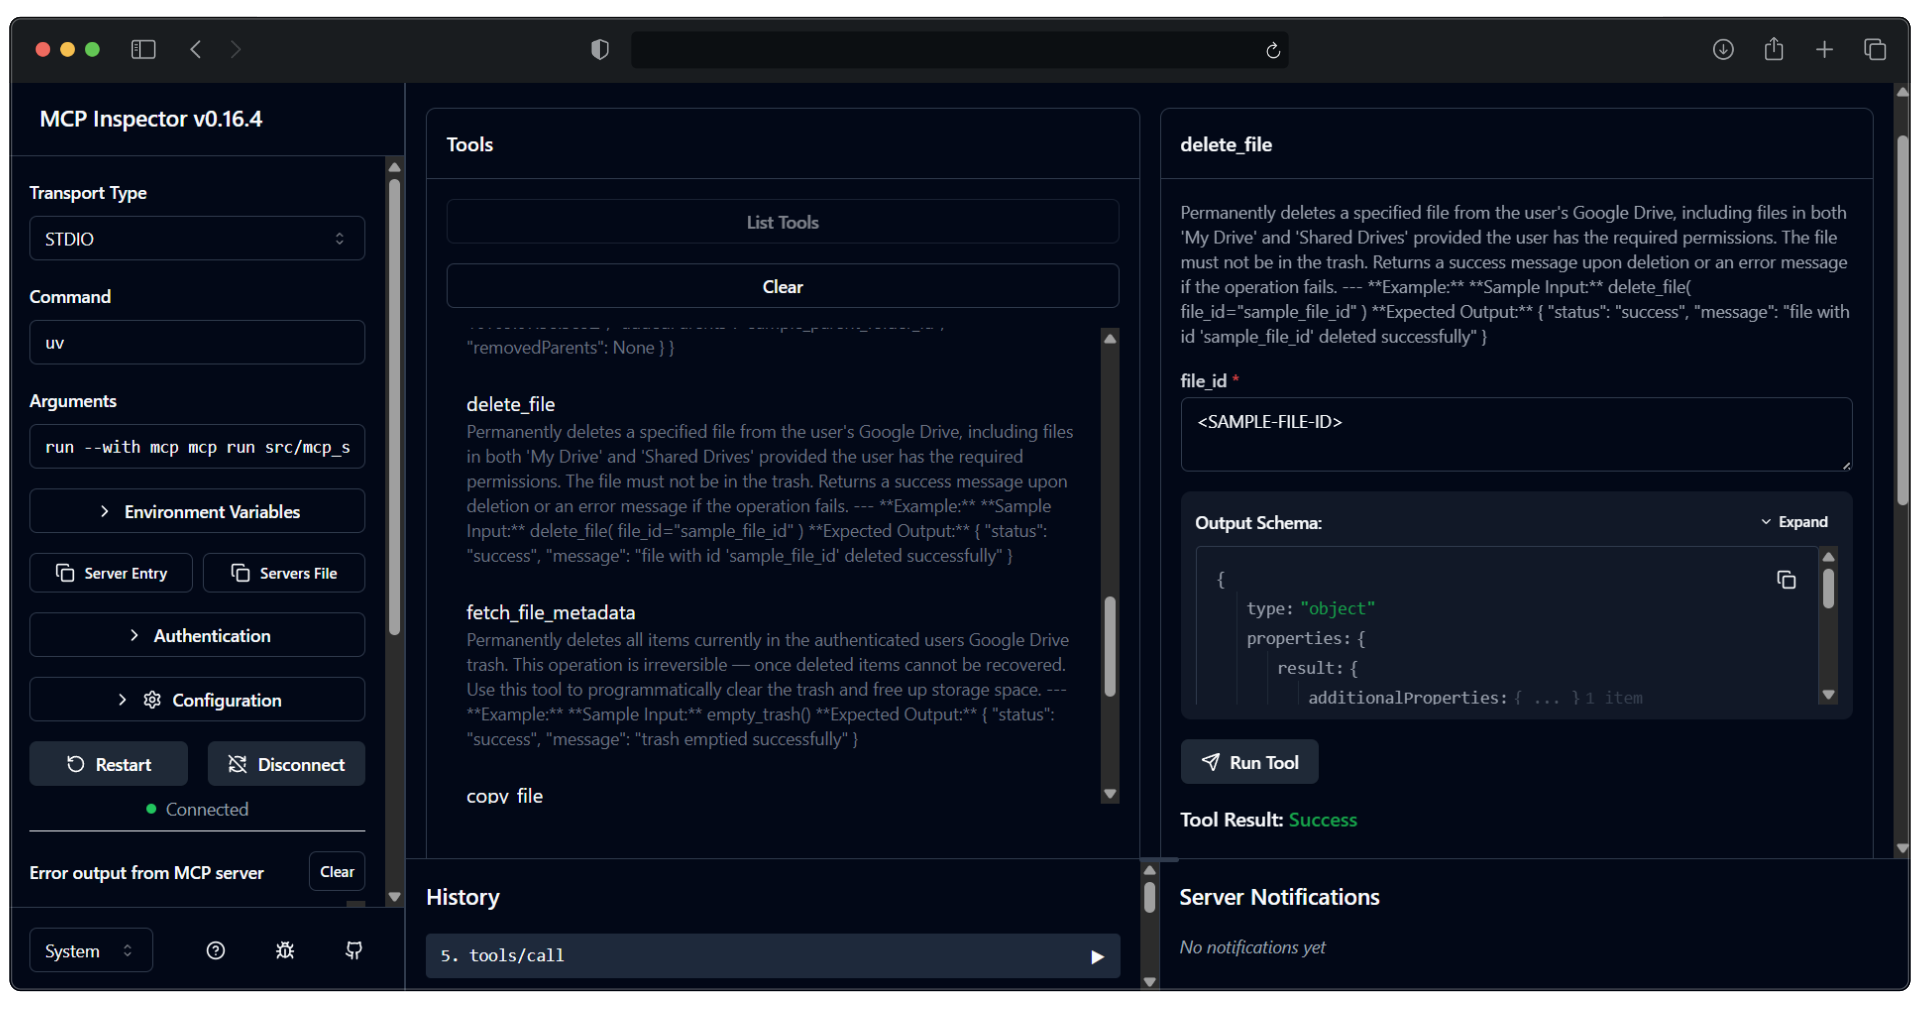 MCP Inspector v0.16.4
Transport Type
STDIO
Command
uv
Arguments
run --with mcp mcp run src/mcp_s
Environment Variables
Server Entry
Servers File
Authentication
Configuration
Restart
Disconnect
Connected
Error output from MCP server
Clear
System
Tools
List Tools
Clear
"removedParents": None } }
delete_file
Permanently deletes a specified file from the user's Google Drive, including files
in both 'My Drive' and 'Shared Drives' provided the user has the required
permissions. The file must not be in the trash. Returns a success message upon
deletion or an error message if the operation fails. --- **Example:** **Sample
Input:** delete_file( file_id="sample_file_id" ) **Expected Output:** { "status":
"success", "message": "file with id 'sample_file_id' deleted successfully" }
fetch_file_metadata
Permanently deletes all items currently in the authenticated users Google Drive
trash. This operation is irreversible — once deleted items cannot be recovered.
Use this tool to programmatically clear the trash and free up storage space. ---
**Example:** **Sample Input:** empty_trash() **Expected Output:** { "status":
"success", "message": "trash emptied successfully" }
copy_file
History
5. tools/call
delete_file
Permanently deletes a specified file from the user's Google Drive, including files in both
'My Drive' and 'Shared Drives' provided the user has the required permissions. The file
must not be in the trash. Returns a success message upon deletion or an error message
if the operation fails. --- **Example:** **Sample Input:** delete_file(
file_id="sample_file_id" ) **Expected Output:** { "status": "success", "message": "file with
id 'sample_file_id' deleted successfully" }
file_id *
<SAMPLE-FILE-ID>
Output Schema:
Expand
{
type: "object"
properties: {
result: {
additionalProperties: { ... } 1 item
Run Tool
Tool Result: Success
Server Notifications
No notifications yet